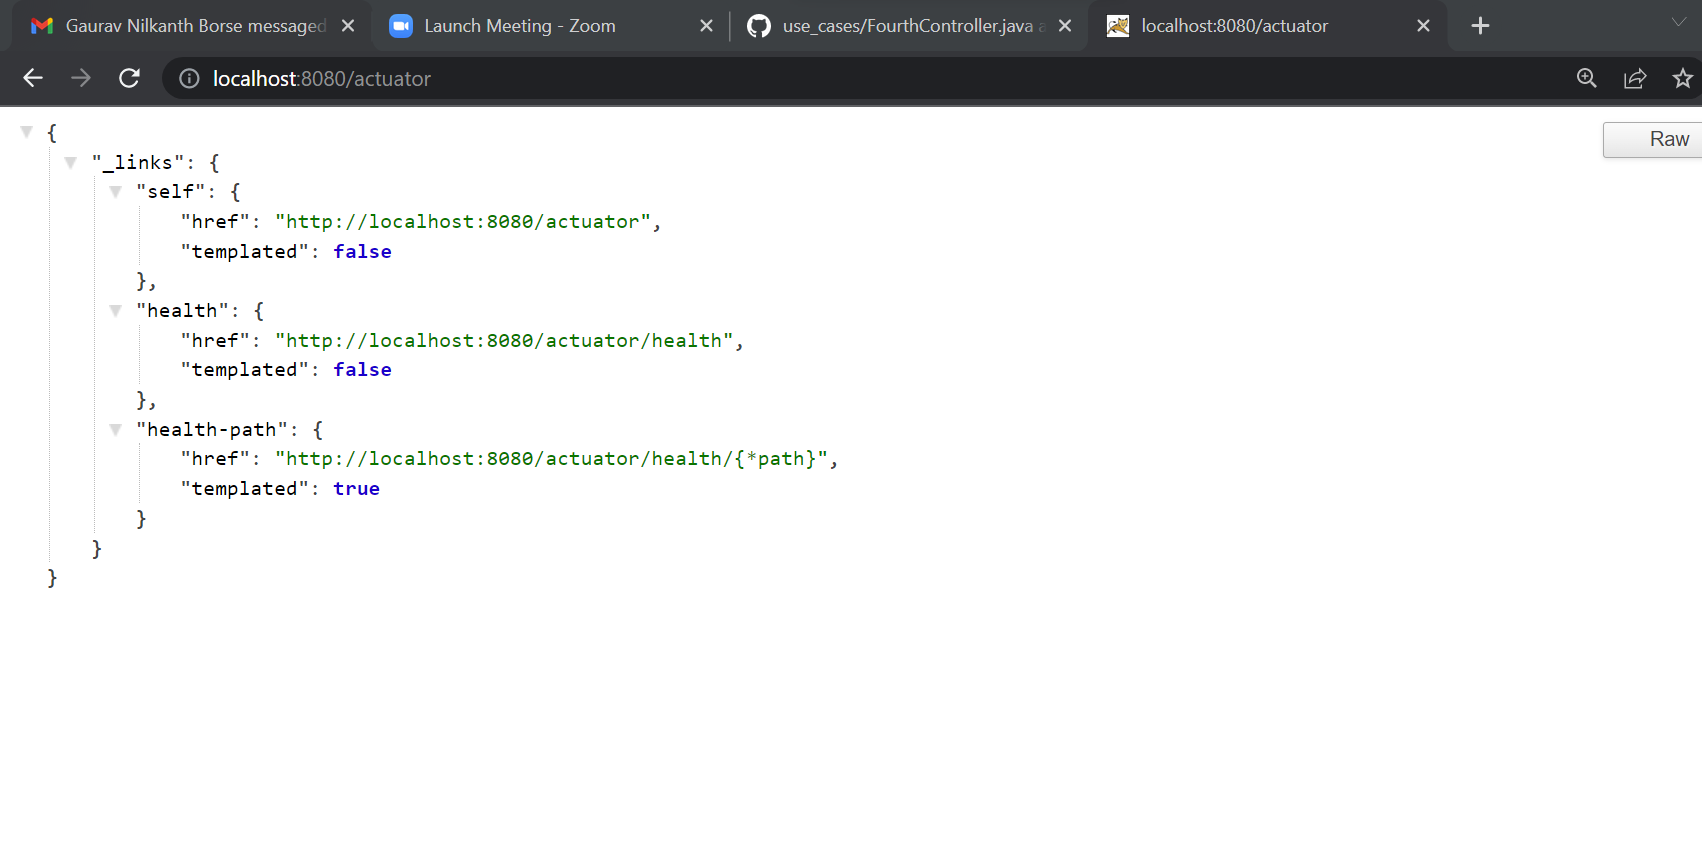 Gaurav Nilkanth Borse messaged
Launch Meeting - Zoom
use_cases/FourthController.java a
localhost:8080/actuator
localhost:8080/actuator
Raw
{
"_links": {
"self": {
"href": "http://localhost:8080/actuator",
"templated": false
},
"health": {
"href": "http://localhost:8080/actuator/health",
"templated": false
},
"health-path": {
"href": "http://localhost:8080/actuator/health/{*path}",
"templated": true
}
}
}